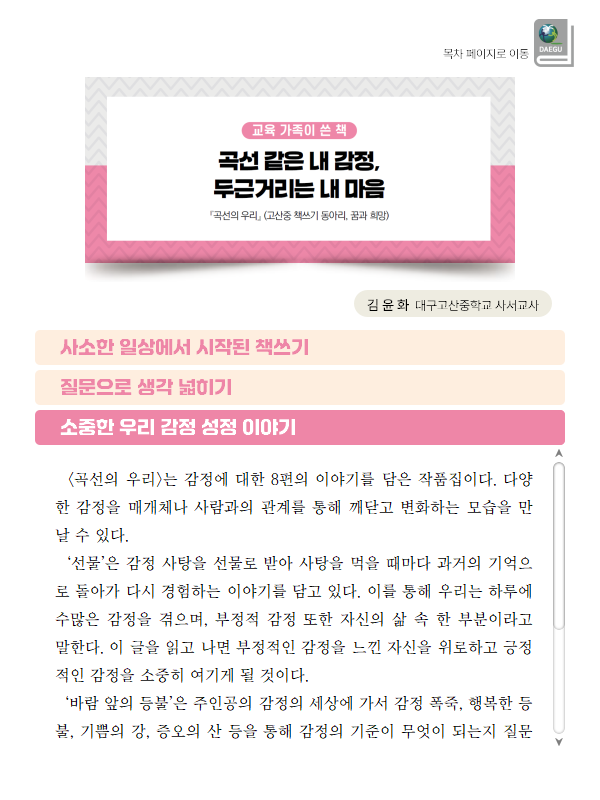 목차 페이지로 이동
DAEGU
교육 가족이 쓴 책
곡선 같은 내 감정,
두근거리는 내 마음
『곡선의 우리』 (고산중 책쓰기 동아리, 꿈과 희망)
김 윤 화 대구고산중학교 사서교사
사소한 일상에서 시작된 책쓰기
질문으로 생각 넓히기
소중한 우리 감정 성정 이야기
〈곡선의 우리〉는 감정에 대한 8편의 이야기를 담은 작품집이다. 다양
한 감정을 매개체나 사람과의 관계를 통해 깨닫고 변화하는 모습을 만
날 수 있다.
‘선물’은 감정 사탕을 선물로 받아 사탕을 먹을 때마다 과거의 기억으
로 돌아가 다시 경험하는 이야기를 담고 있다. 이를 통해 우리는 하루에
수많은 감정을 겪으며, 부정적 감정 또한 자신의 삶 속 한 부분이라고
말한다. 이 글을 읽고 나면 부정적인 감정을 느낀 자신을 위로하고 긍정
적인 감정을 소중히 여기게 될 것이다.
‘바람 앞의 등불’은 주인공의 감정의 세상에 가서 감정 폭죽, 행복한 등
불, 기쁨의 강, 증오의 산 등을 통해 감정의 기준이 무엇이 되는지 질문